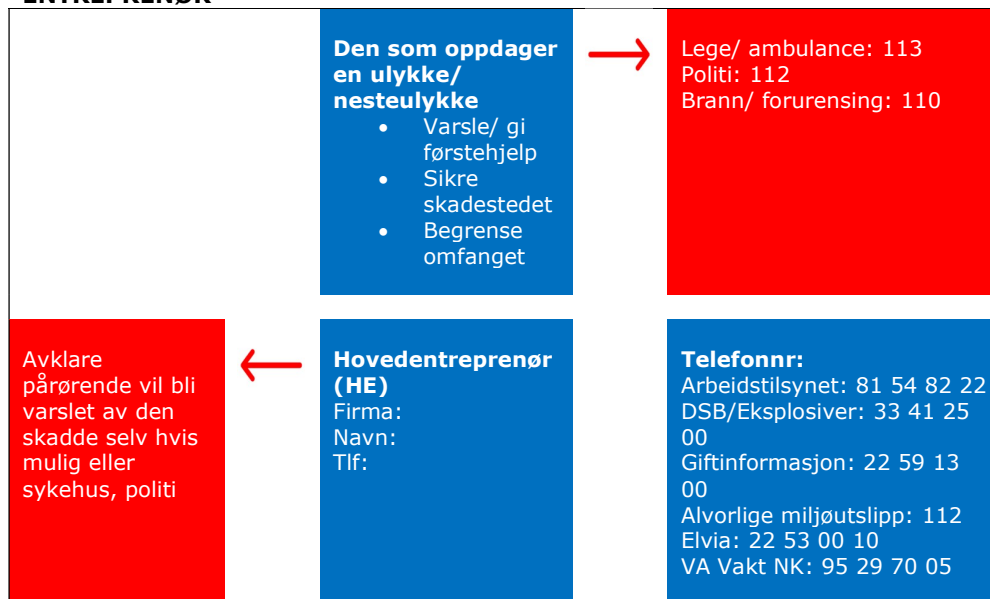 ENTREPRENØR
Den som oppdager
en ulykke/
nesteulykke
• Varsle/ gi
førstehjelp
• Sikre
skadestedet
• Begrense
omfanget
Lege/ ambulance: 113
Politi: 112
Brann/ forurensing: 110
Avklare
pårørende vil bli
varslet av den
skadde selv hvis
mulig eller
sykehus, politi
Hovedentreprenør
(HE)
Firma:
Navn:
Tlf:
Telefonnr:
Arbeidstilsynet: 81 54 82 22
DSB/Eksplosiver: 33 41 25
00
Giftinformasjon: 22 59 13
00
Alvorlige miljøutslipp: 112
Elvia: 22 53 00 10
VA Vakt NK: 95 29 70 05